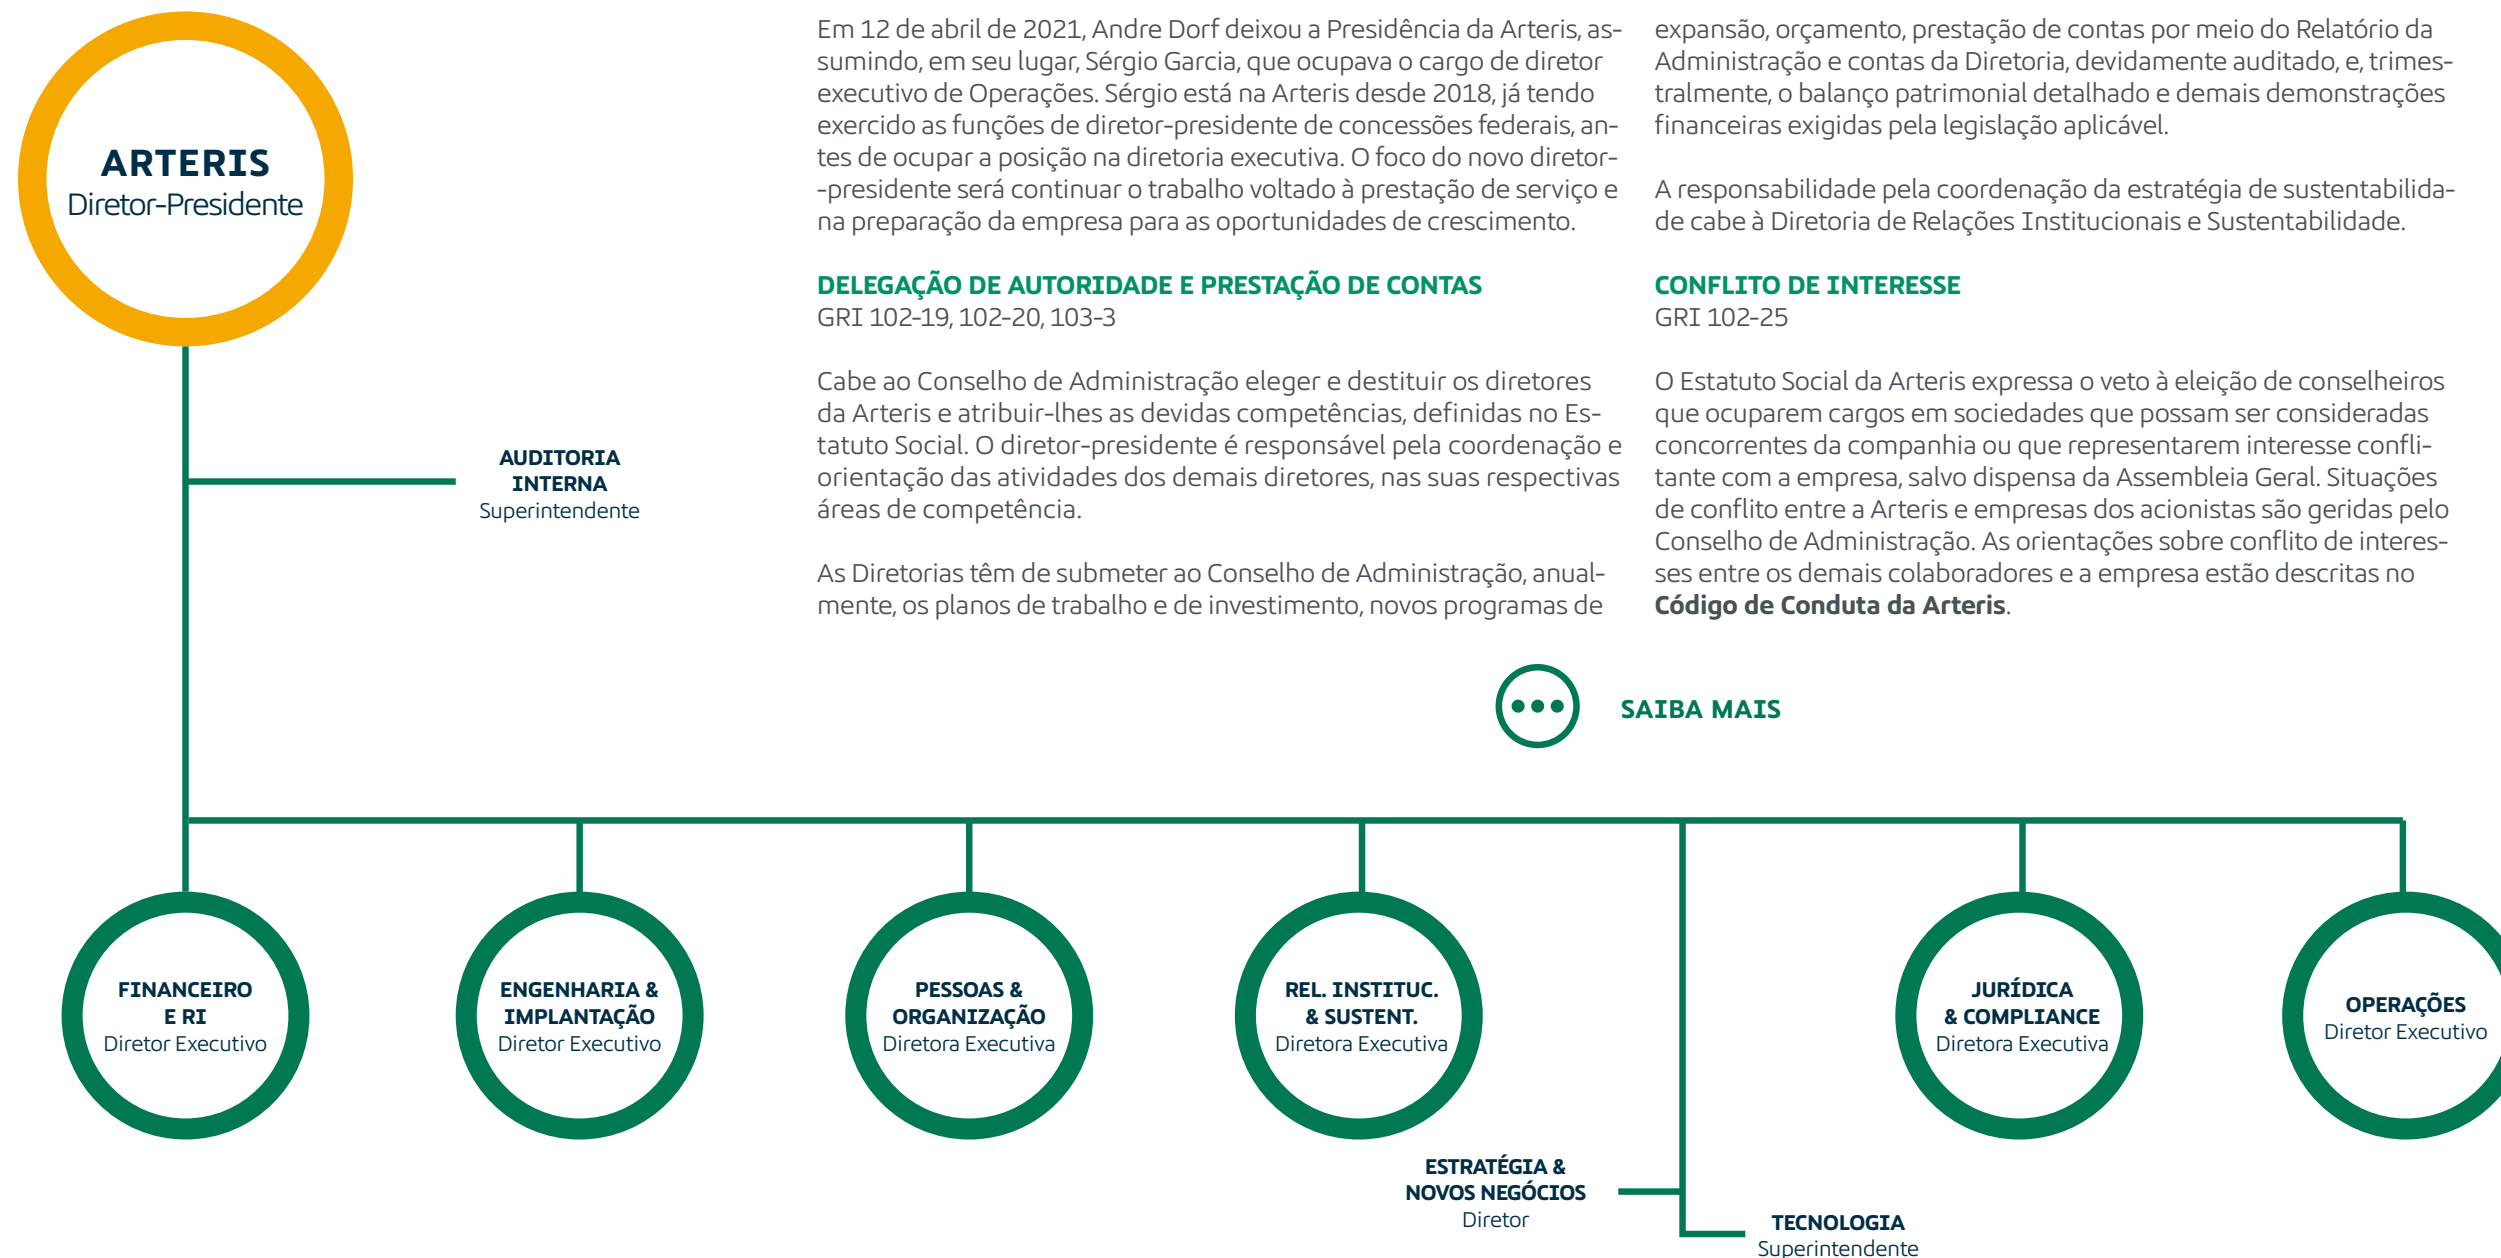 ARTERIS
Diretor-Presidente
Em 12 de abril de 2021, Andre Dorf deixou a Presidência da Arteris, as-
sumindo, em seu lugar, Sérgio Garcia, que ocupava o cargo de diretor
executivo de Operações. Sérgio está na Arteris desde 2018, já tendo
exercido as funções de diretor-presidente de concessões federais, an-
tes de ocupar a posição na diretoria executiva. O foco do novo diretor-
-presidente será continuar o trabalho voltado à prestação de serviço e
na preparação da empresa para as oportunidades de crescimento.
DELEGAÇÃO DE AUTORIDADE E PRESTAÇÃO DE CONTAS
GRI 102-19, 102-20, 103-3
Cabe ao Conselho de Administração eleger e destituir os diretores
da Arteris e atribuir-lhes as devidas competências, definidas no Es-
tatuto Social. O diretor-presidente é responsável pela coordenação e
orientação das atividades dos demais diretores, nas suas respectivas
áreas de competência.
As Diretorias têm de submeter ao Conselho de Administração, anual-
mente, os planos de trabalho e de investimento, novos programas de
expansão, orçamento, prestação de contas por meio do Relatório da
Administração e contas da Diretoria, devidamente auditado, e, trimes-
tralmente, o balanço patrimonial detalhado e demais demonstrações
financeiras exigidas pela legislação aplicável.
A responsabilidade pela coordenação da estratégia de sustentabilida-
de cabe à Diretoria de Relações Institucionais e Sustentabilidade.
CONFLITO DE INTERESSE
GRI 102-25
O Estatuto Social da Arteris expressa o veto à eleição de conselheiros
que ocuparem cargos em sociedades que possam ser consideradas
concorrentes da companhia ou que representarem interesse confli-
tante com a empresa, salvo dispensa da Assembleia Geral. Situações
de conflito entre a Arteris e empresas dos acionistas são geridas pelo
Conselho de Administração. As orientações sobre conflito de interes-
ses entre os demais colaboradores e a empresa estão descritas no
Código de Conduta da Arteris.
SAIBA MAIS
AUDITORIA
INTERNA
Superintendente
FINANCEIRO
E RI
Diretor Executivo
ENGENHARIA &
IMPLANTAÇÃO
Diretor Executivo
PESSOAS &
ORGANIZAÇÃO
Diretora Executiva
REL. INSTITUC.
& SUSTENT.
Diretora Executiva
JURÍDICA
& COMPLIANCE
Diretora Executiva
OPERAÇÕES
Diretor Executivo
ESTRATÉGIA &
NOVOS NEGÓCIOS
Diretor
TECNOLOGIA
Superintendente